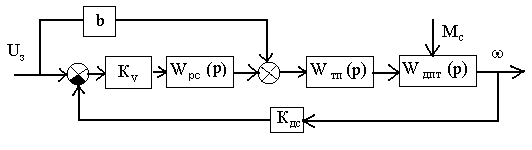 b
Uз
Mс
ω
Kv
Wрс (p)
Wтп (p)
Wдпт (p)
Kдс